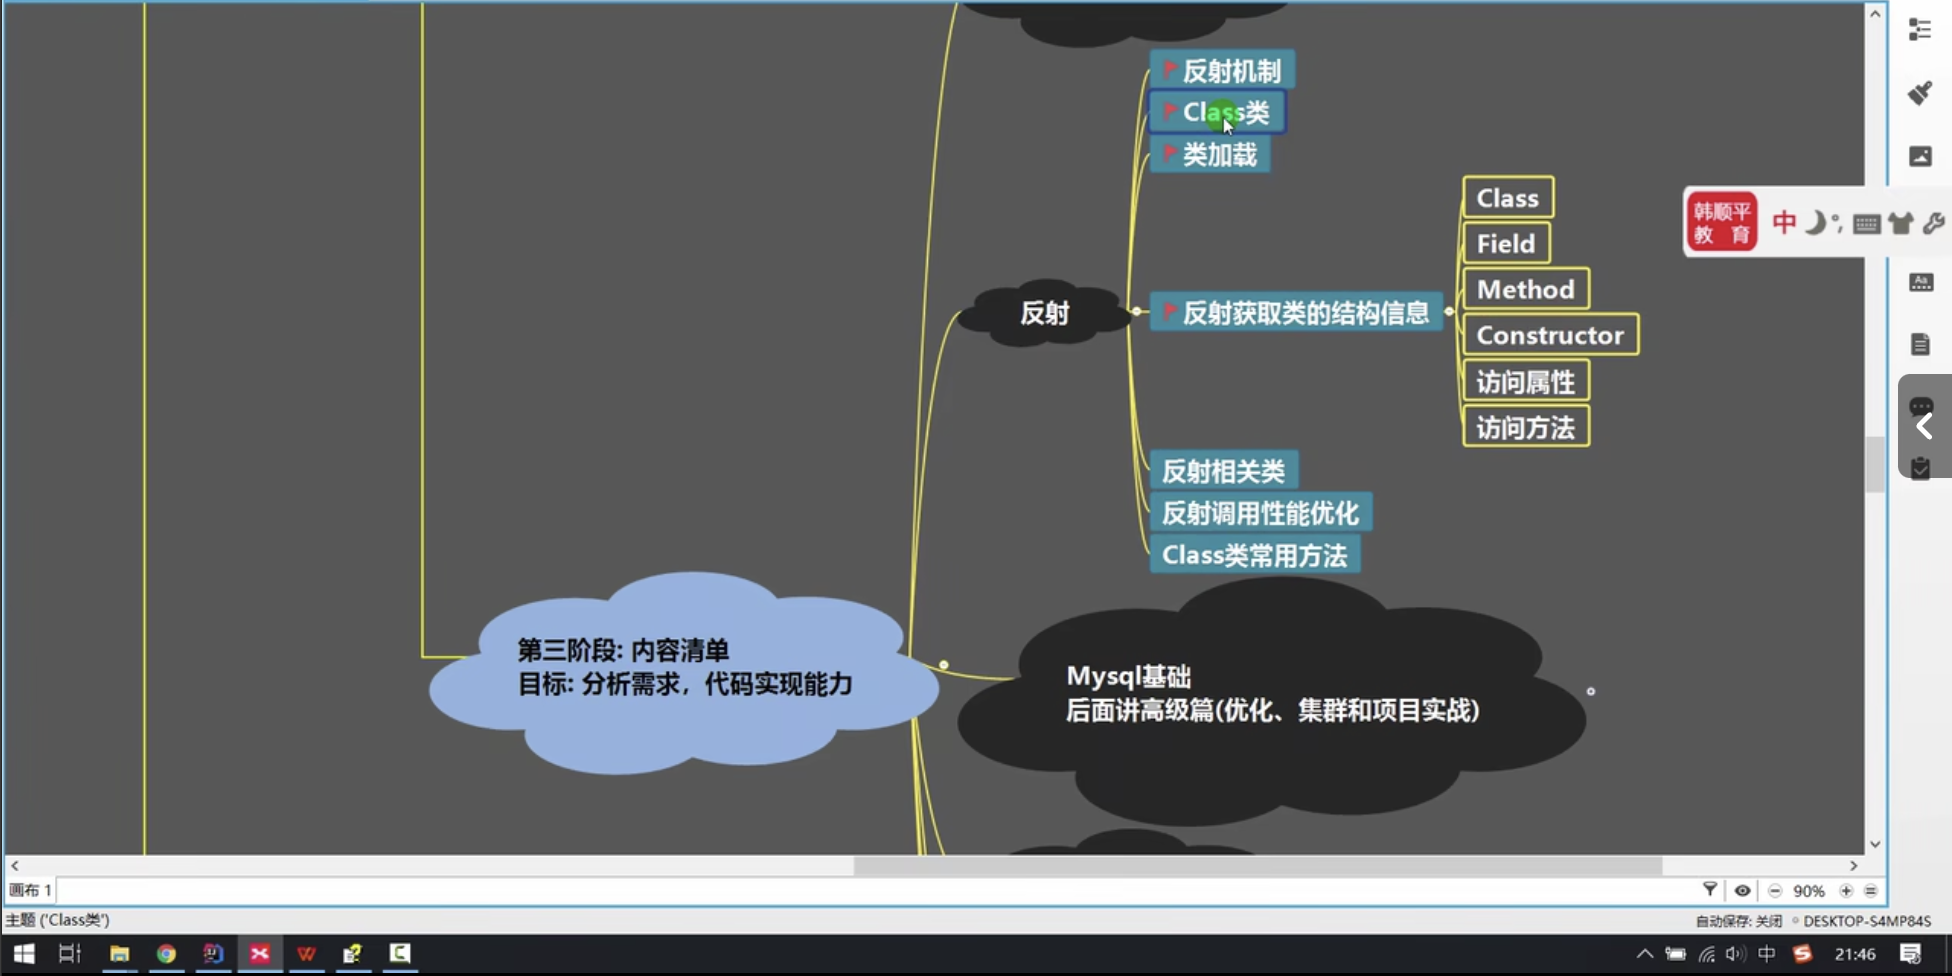 反射机制
Class类
类加载
Class
Field
Method
Constructor
访问属性
访问方法
反射
反射获取类的结构信息
反射相关类
反射调用性能优化
Class类常用方法
第三阶段: 内容清单
目标: 分析需求，代码实现能力
Mysql基础
后面讲高级篇(优化、集群和项目实战)
韩顺平
教 育
中
Aa
画布 1
90%
主题 ('Class类')
自动保存: 关闭
DESKTOP-S4MP84S
中
21:46